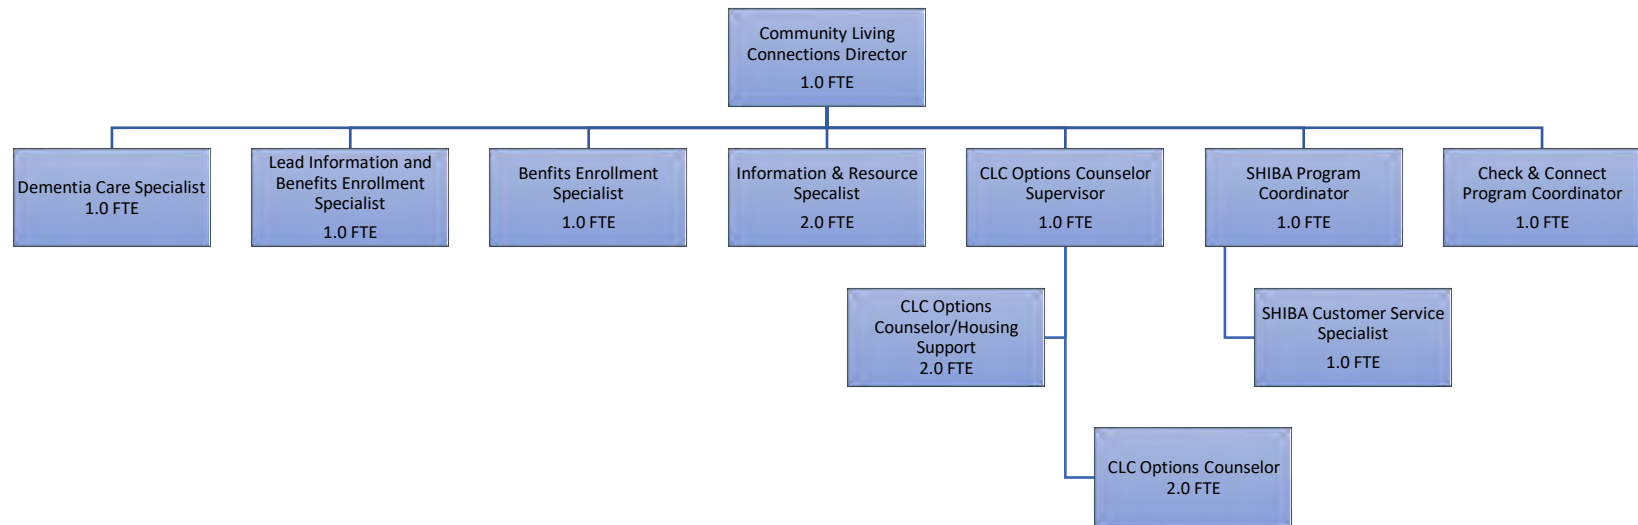 Community Living
Connections Director
1.0 FTE
Dementia Care Specialist
1.0 FTE
Lead Information and
Benefits Enrollment
Specialist
1.0 FTE
Benfits Enrollment
Specialist
1.0 FTE
Information & Resource
Specalist
2.0 FTE
CLC Options Counselor
Supervisor
1.0 FTE
SHIBA Program
Coordinator
1.0 FTE
Check & Connect
Program Coordinator
1.0 FTE
CLC Options
Counselor/Housing
Support
2.0 FTE
SHIBA Customer Service
Specialist
1.0 FTE
CLC Options Counselor
2.0 FTE